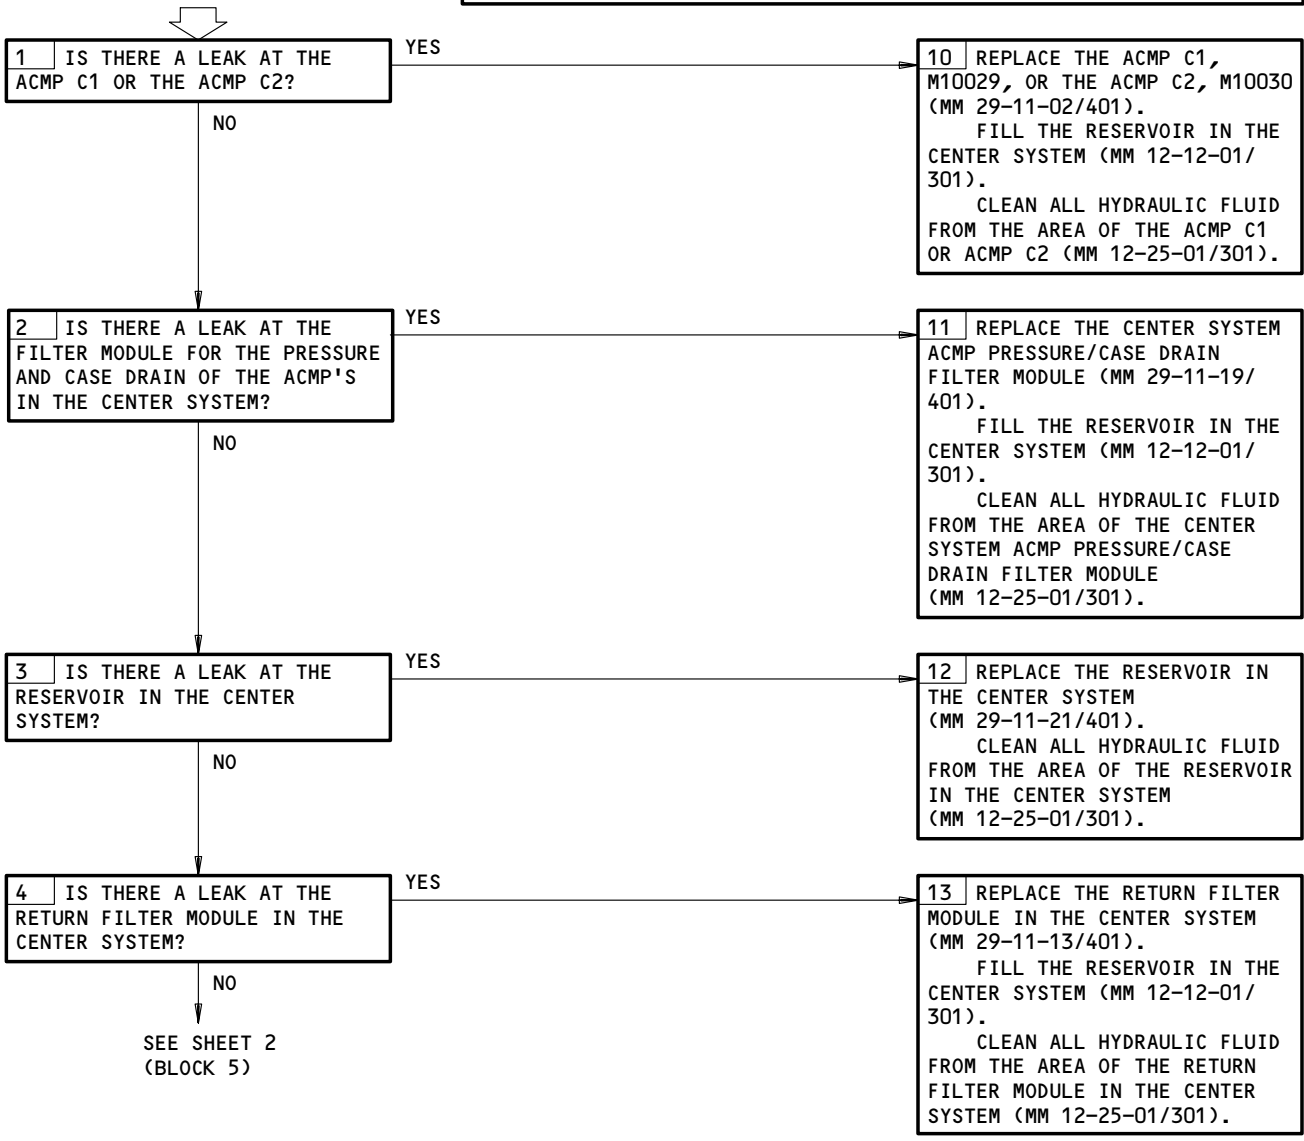 1 IS THERE A LEAK AT THE
ACMP C1 OR THE ACMP C2?
YES
NO
10 REPLACE THE ACMP C1,
M10029, OR THE ACMP C2, M10030
(MM 29-11-02/401).
FILL THE RESERVOIR IN THE
CENTER SYSTEM (MM 12-12-01/
301).
CLEAN ALL HYDRAULIC FLUID
FROM THE AREA OF THE ACMP C1
OR ACMP C2 (MM 12-25-01/301).
2 IS THERE A LEAK AT THE
FILTER MODULE FOR THE PRESSURE
AND CASE DRAIN OF THE ACMP'S
IN THE CENTER SYSTEM?
YES
NO
11 REPLACE THE CENTER SYSTEM
ACMP PRESSURE/CASE DRAIN
FILTER MODULE (MM 29-11-19/
401).
FILL THE RESERVOIR IN THE
CENTER SYSTEM (MM 12-12-01/
301).
CLEAN ALL HYDRAULIC FLUID
FROM THE AREA OF THE CENTER
SYSTEM ACMP PRESSURE/CASE
DRAIN FILTER MODULE
(MM 12-25-01/301).
3 IS THERE A LEAK AT THE
RESERVOIR IN THE CENTER
SYSTEM?
YES
NO
12 REPLACE THE RESERVOIR IN
THE CENTER SYSTEM
(MM 29-11-21/401).
CLEAN ALL HYDRAULIC FLUID
FROM THE AREA OF THE RESERVOIR
IN THE CENTER SYSTEM
(MM 12-25-01/301).
4 IS THERE A LEAK AT THE
RETURN FILTER MODULE IN THE
CENTER SYSTEM?
YES
NO
SEE SHEET 2
(BLOCK 5)
13 REPLACE THE RETURN FILTER
MODULE IN THE CENTER SYSTEM
(MM 29-11-13/401).
FILL THE RESERVOIR IN THE
CENTER SYSTEM (MM 12-12-01/
301).
CLEAN ALL HYDRAULIC FLUID
FROM THE AREA OF THE RETURN
FILTER MODULE IN THE CENTER
SYSTEM (MM 12-25-01/301).